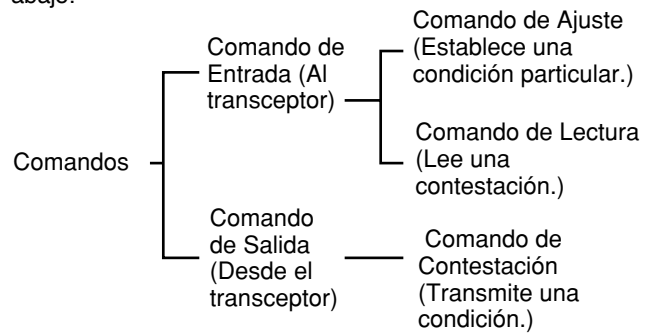 abajo.
Comando de
Entrada (Al
transceptor)
Comando de Ajuste
(Establece una
condición particular.)
Comando de Lectura
(Lee una
contestación.)
Comandos
Comando
de Salida
(Desde el
transceptor)
Comando de
Contestación
(Transmite una
condición.)